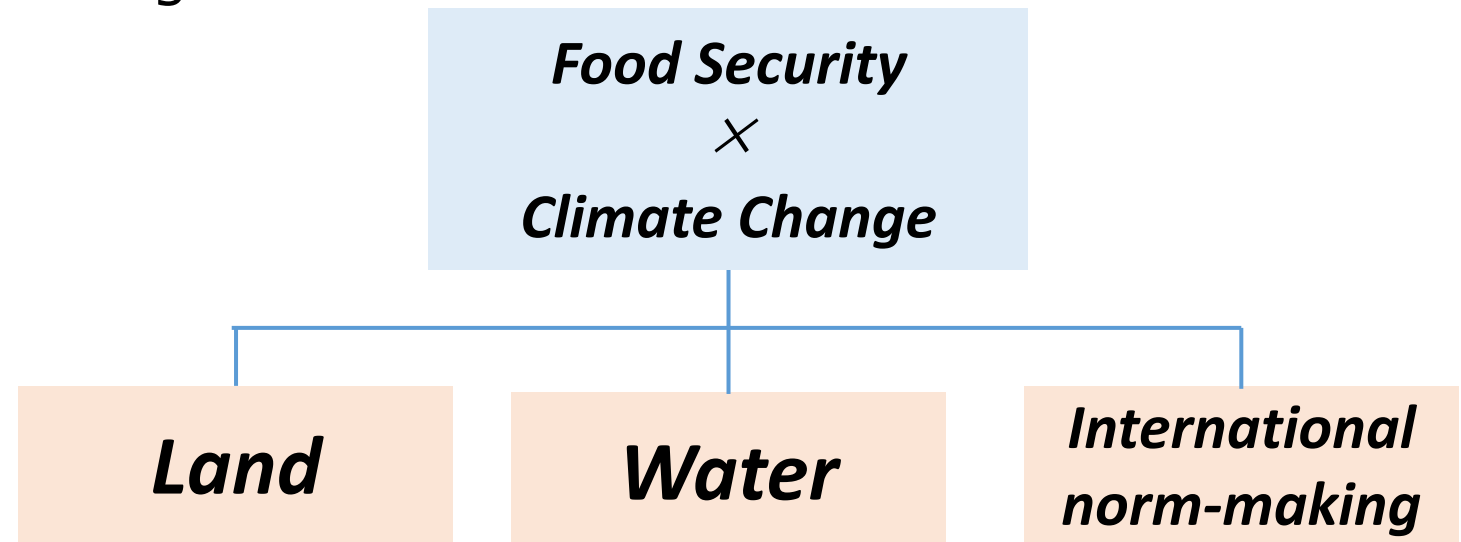 Food Security
×
Climate Change
Land
Water
International
norm-making